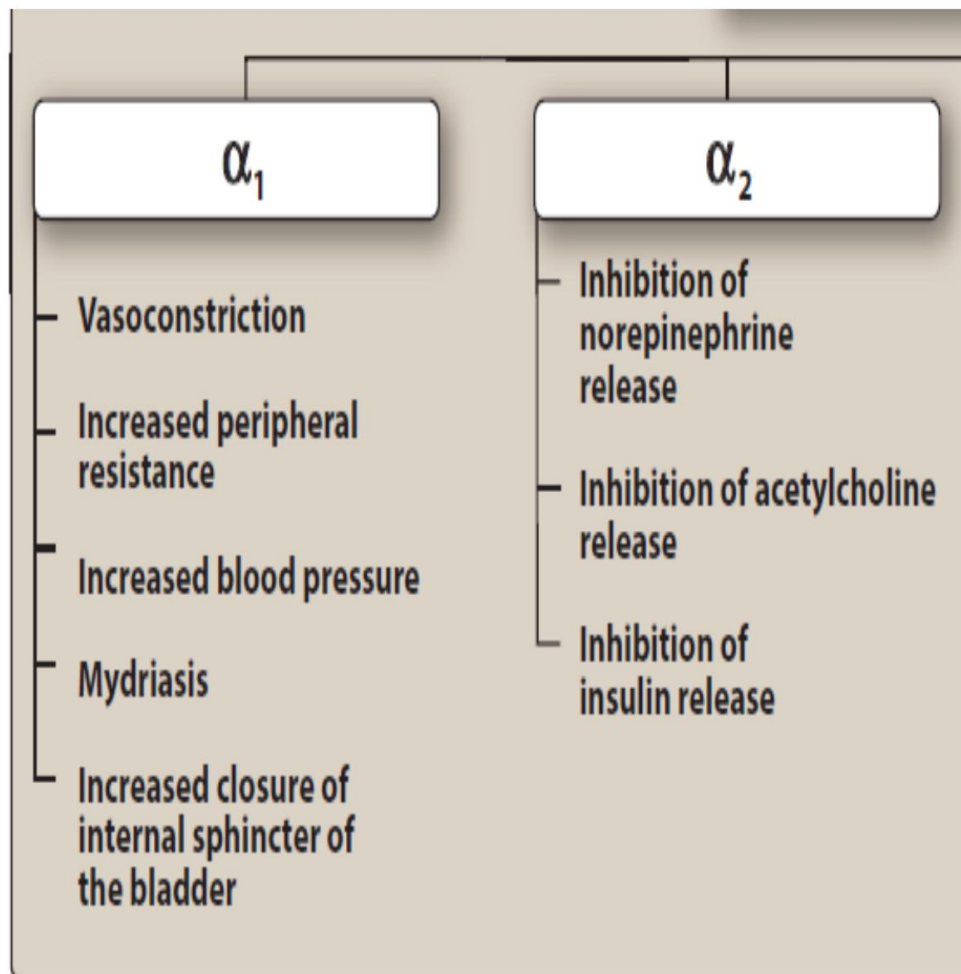 α₁
Vasoconstriction
Increased peripheral
resistance
Increased blood pressure
Mydriasis
Increased closure of
internal sphincter of
the bladder
α₂
Inhibition of
norepinephrine
release
Inhibition of acetylcholine
release
Inhibition of
insulin release